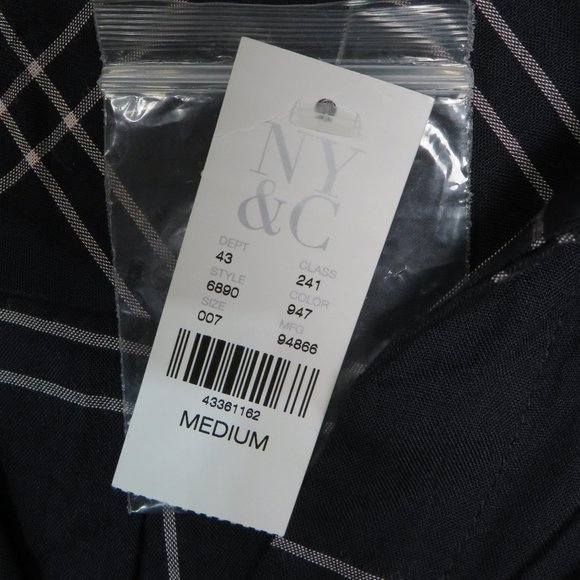 NY
&C
DEPT CLASS
43 241
STYLE COLOR
6890 947
SIZE MFG
007 94866
43361162
MEDIUM